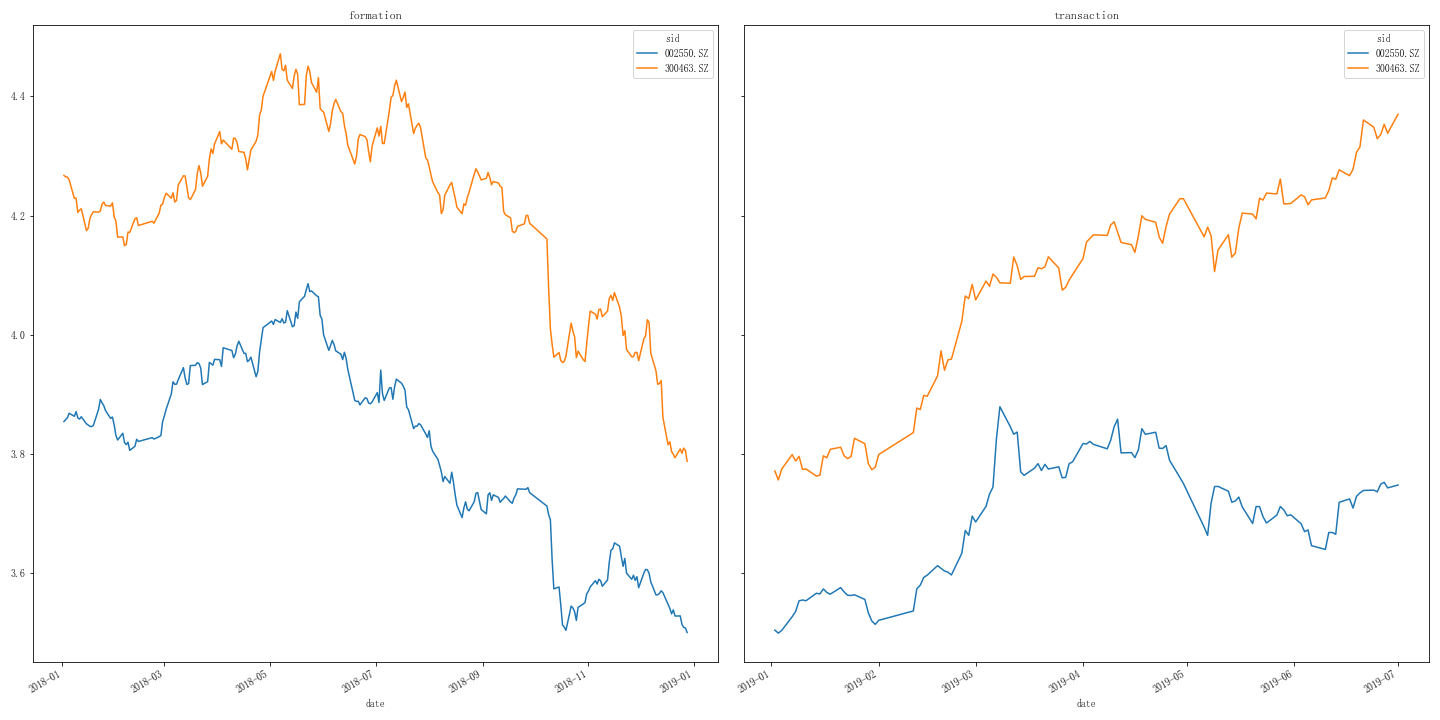 formation
sid
002550.SZ
300463.SZ
4.4
4.2
4.0
3.8
3.6
2018-01
2018-03
2018-05
2018-07
2018-09
2018-11
2019-01
date
transaction
sid
002550.SZ
300463.SZ
2019-01
2019-02
2019-03
2019-04
2019-05
2019-06
2019-07
date